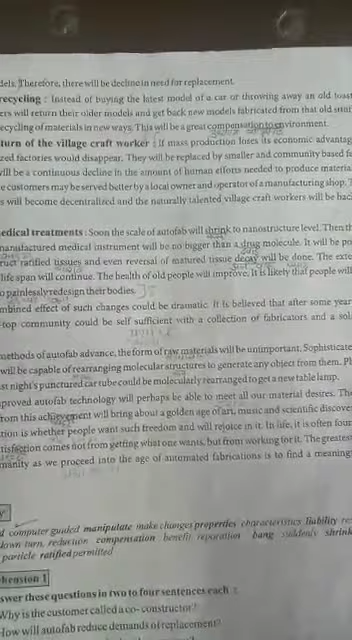 dels. Therefore, there will be decline in need for replacement.
recycling : Instead of buying the latest model of a car or throwing away an old toast
ers will return their older models and get back new models fabricated from that old stuff
ecycling of materials in new ways. This will be a great compensation to environment.
turn of the village craft worker : If mass production loses its economic advantag
zed factories would disappear. They will be replaced by smaller and community based fa
will be a continuous decline in the amount of human efforts needed to produce materia
e customers may be served better by a local owner and operator of a manufacturing shop. T
s will become decentralized and the naturally talented village craft workers will be bac
edical treatments : Soon the scale of autofab will shrink to nanostructure level. Then th
manufactured medical instrument will be no bigger than a drug molecule. It will be po
ruct ratified tissues and even reversal of matured tissue decay will be done. The exte
life span will continue. The health of old people will improve. It is likely that people will
o painlessly redesign their bodies.
mbined effect of such changes could be dramatic. It is believed that after some year
top community could be self sufficient with a collection of fabricators and a sola
methods of autofab advance, the form of raw materials will be unimportant. Sophisticate
will be capable of rearranging molecular structures to generate any object from them. Pl
st night's punctured car tube could be molecularly rearranged to get a new table lamp.
proved autofab technology will perhaps be able to meet all our material desires. The
from this achievement will bring about a golden age of art, music and scientific discove
tion is whether people want such freedom and will rejoice in it. In life, it is often foun
tisfaction comes not from getting what one wants, but from working for it. The greatest
manity as we proceed into the age of automated fabrications is to find a meaning
y
d computer guided manipulate make changes properties characteristics liability res
down turn, reduction compensation benefit reparation bang suddenly shrink
particle ratified permitted
hension 1
swer these questions in two to four sentences each :
Why is the customer called a co- constructor?
How will autofab reduce demands of replacement?